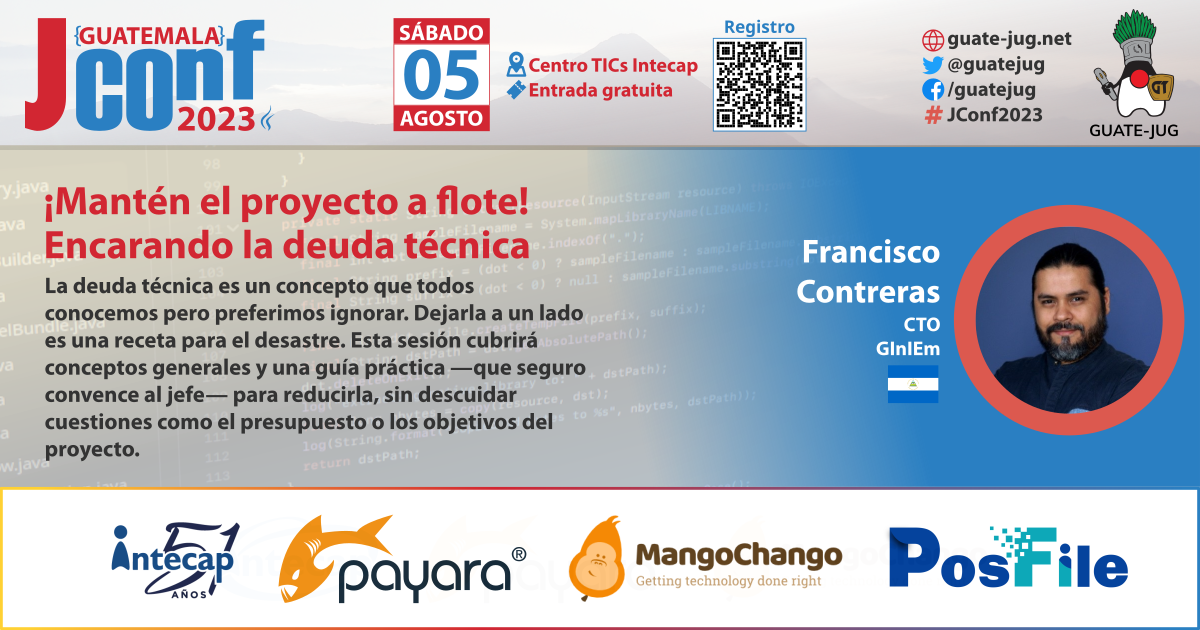 J
{GUATEMALA}
conf
2023
SÁBADO
05
AGOSTO
Centro TICs Intecap
Entrada gratuita
Registro
guate-jug.net
@guatejug
/guatejug
# JConf2023
GT
GUATE-JUG
¡Mantén el proyecto a flote!
Encarando la deuda técnica
La deuda técnica es un concepto que todos
conocemos pero preferimos ignorar. Dejarla a un lado
es una receta para el desastre. Esta sesión cubrirá
conceptos generales y una guía práctica —que seguro
convence al jefe— para reducirla, sin descuidar
cuestiones como el presupuesto o los objetivos del
proyecto.
Francisco
Contreras
CTO
GInIEm
intecap
51
AÑOS
payara®
MangoChango
Getting technology done right
PosFile